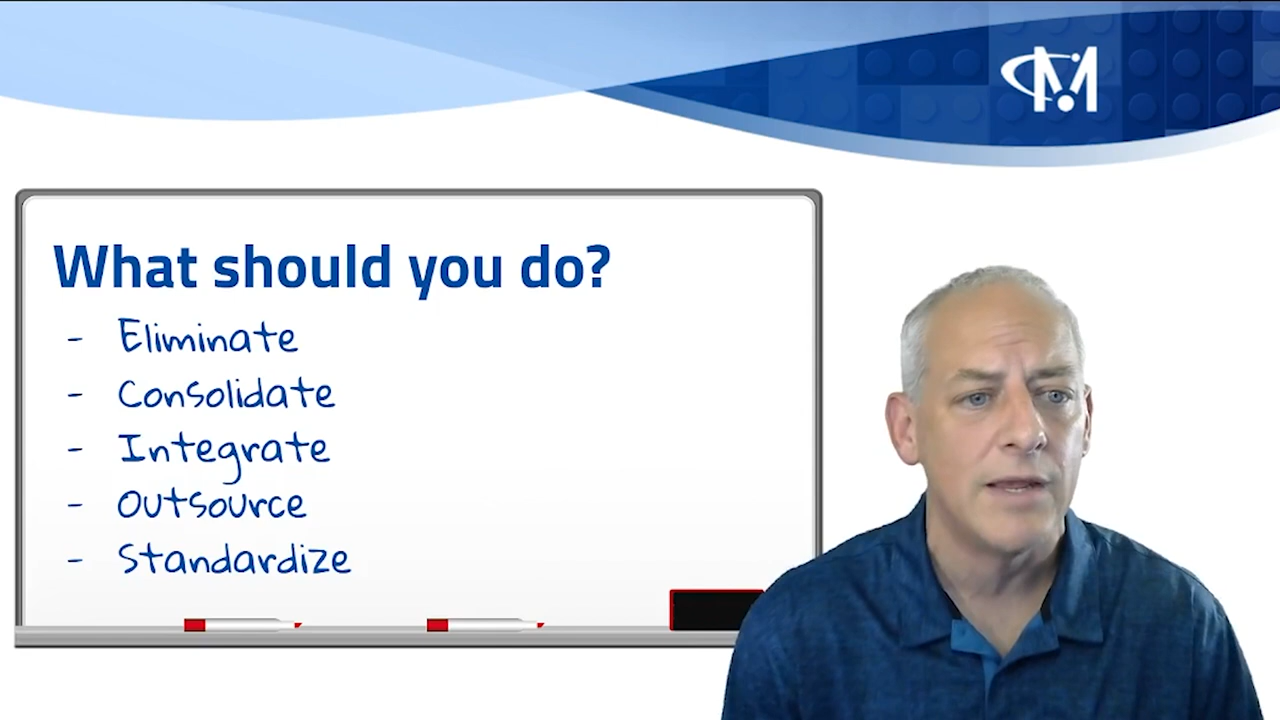 M
What should you do?
- Eliminate
- Consolidate
- Integrate
- Outsource
- Standardize